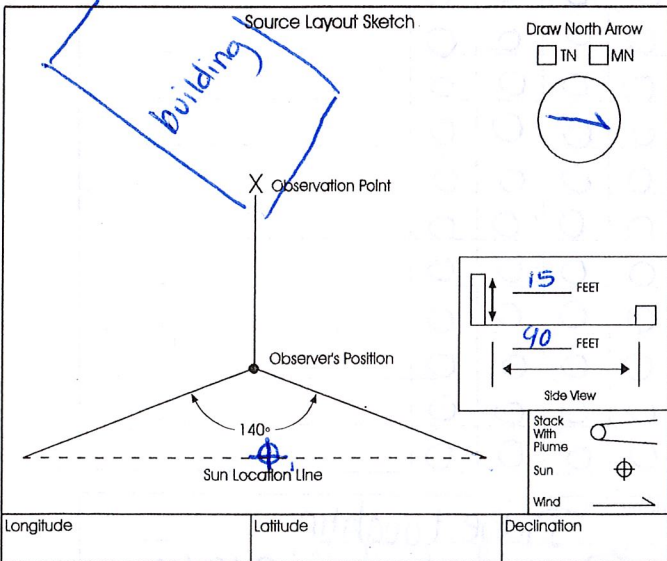 Source Layout Sketch
Draw North Arrow
TN MN
building
X Observation Point
15 FEET
90 FEET
Side View
Observer's Position
140°
Sun Location Line
Stack
With
Plume
Sun
Wind
Longitude Latitude Declination